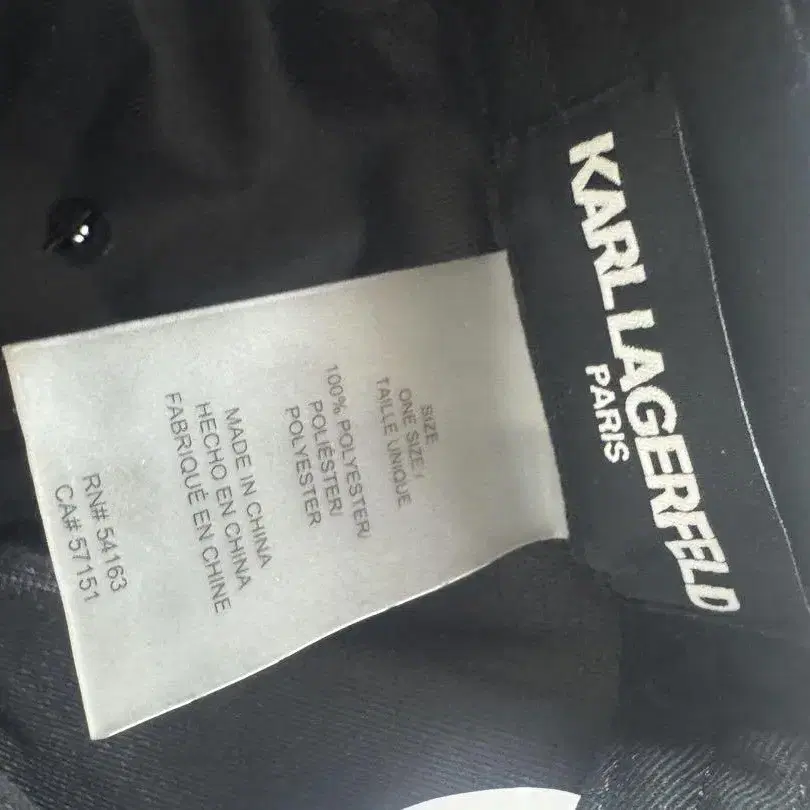 KARL LAGERFELD
PARIS
SIZE
ONE SIZE /
TAILLE UNIQUE
100% POLYESTER/
POLIÉSTER/
POLYESTER
MADE IN CHINA
HECHO EN CHINA
FABRIQUÉ EN CHINE
RN# 54163
CA# 57151